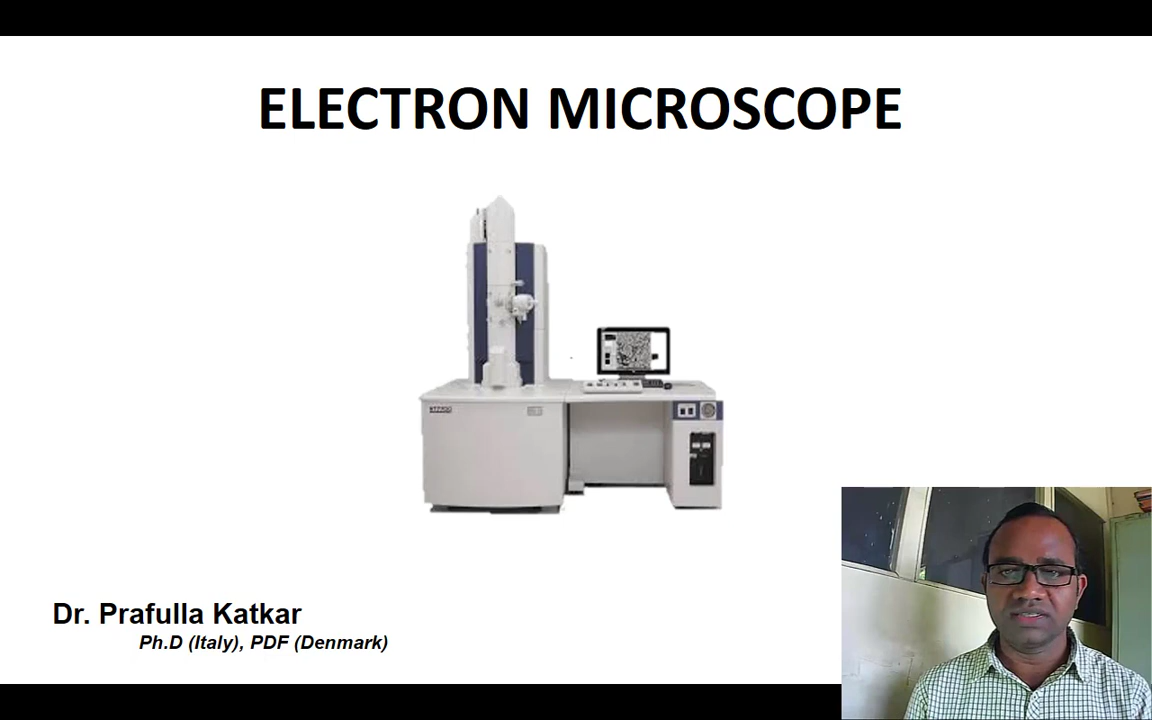 ELECTRON MICROSCOPE
Dr. Prafulla Katkar
Ph.D (Italy), PDF (Denmark)